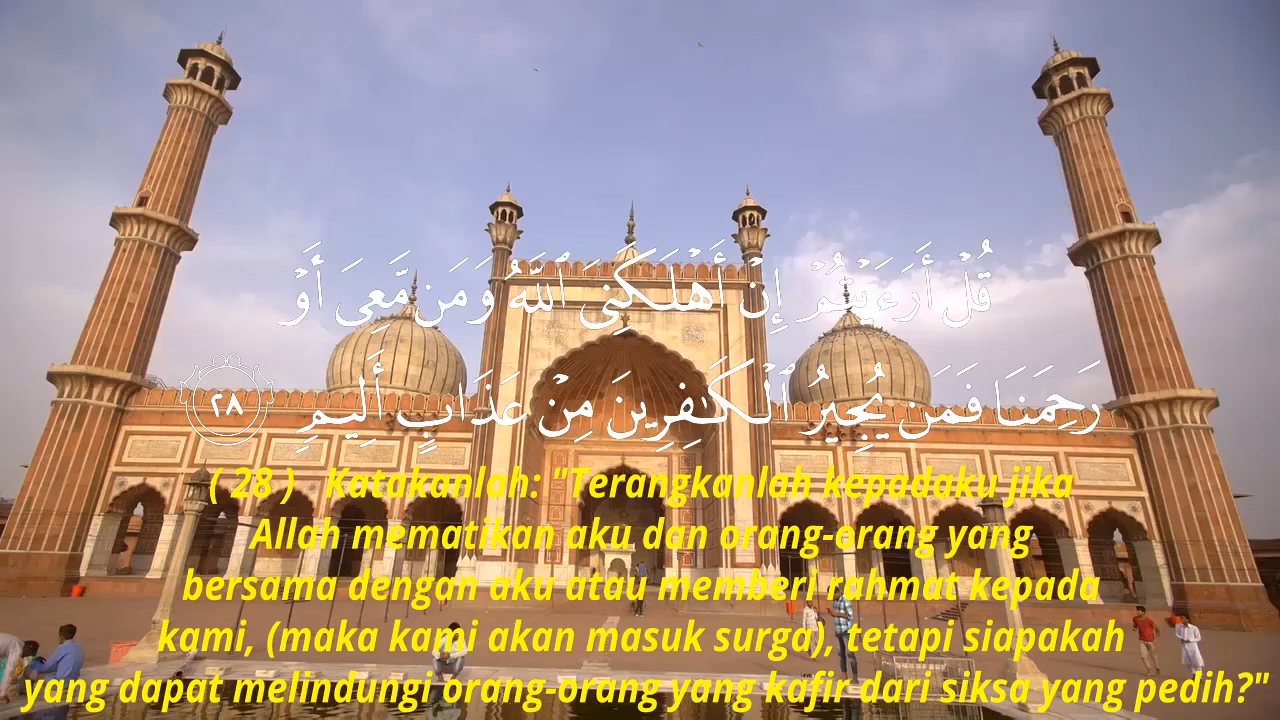 قُلْ أَرَءَيْتُمْ إِنْ أَهْلَكَنِىَ ٱللَّهُ وَمَن مَّعِىَ أَوْ
رَحِمَنَا فَمَن يُجِيرُ ٱلْكَـٰفِرِينَ مِنْ عَذَابٍ أَلِيمٍ ٢٨
( 28 ) Katakanlah: "Terangkanlah kepadaku jika
Allah mematikan aku dan orang-orang yang
bersama dengan aku atau memberi rahmat kepada
kami, (maka kami akan masuk surga), tetapi siapakah
yang dapat melindungi orang-orang yang kafir dari siksa yang pedih?"